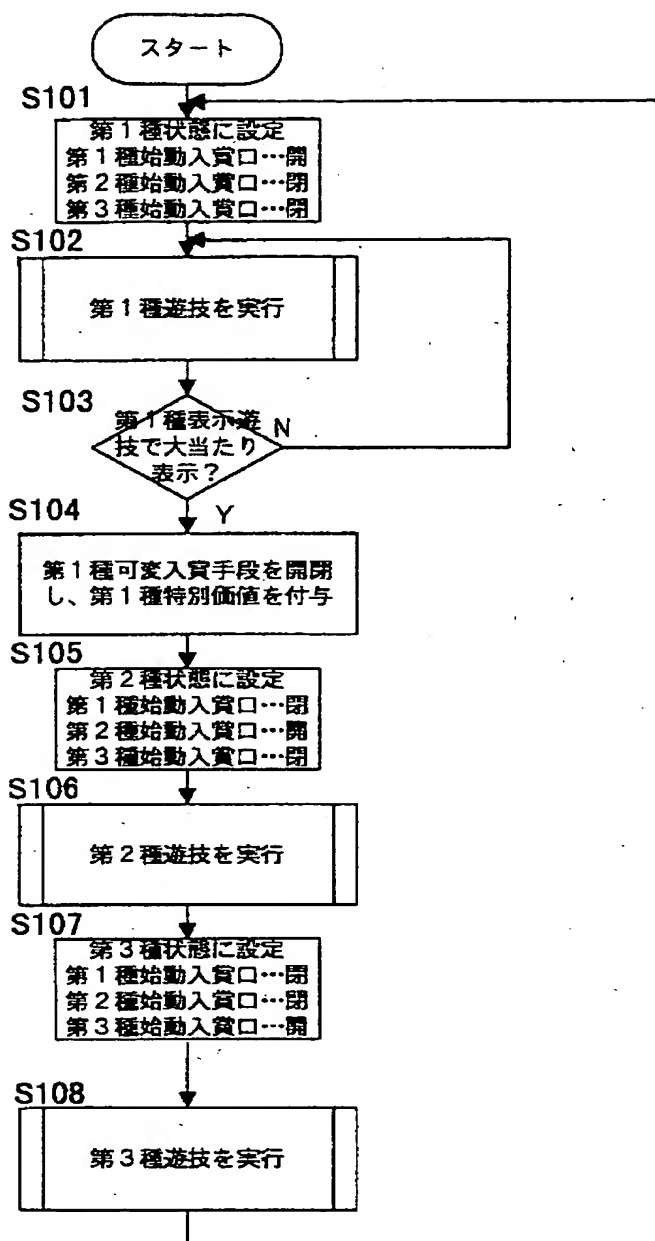 スタート
S101
第1種状態に設定
第1種始動入賞口…開
第2種始動入賞口…閉
第3種始動入賞口…閉
S102
第1種遊技を実行
S103
第1種表示遊
技で大当たり
表示?
N
Y
S104
第1種可変入賞手段を開閉
し、第1種特別価値を付与
S105
第2種状態に設定
第1種始動入賞口…閉
第2種始動入賞口…開
第3種始動入賞口…閉
S106
第2種遊技を実行
S107
第3種状態に設定
第1種始動入賞口…閉
第2種始動入賞口…閉
第3種始動入賞口…開
S108
第3種遊技を実行